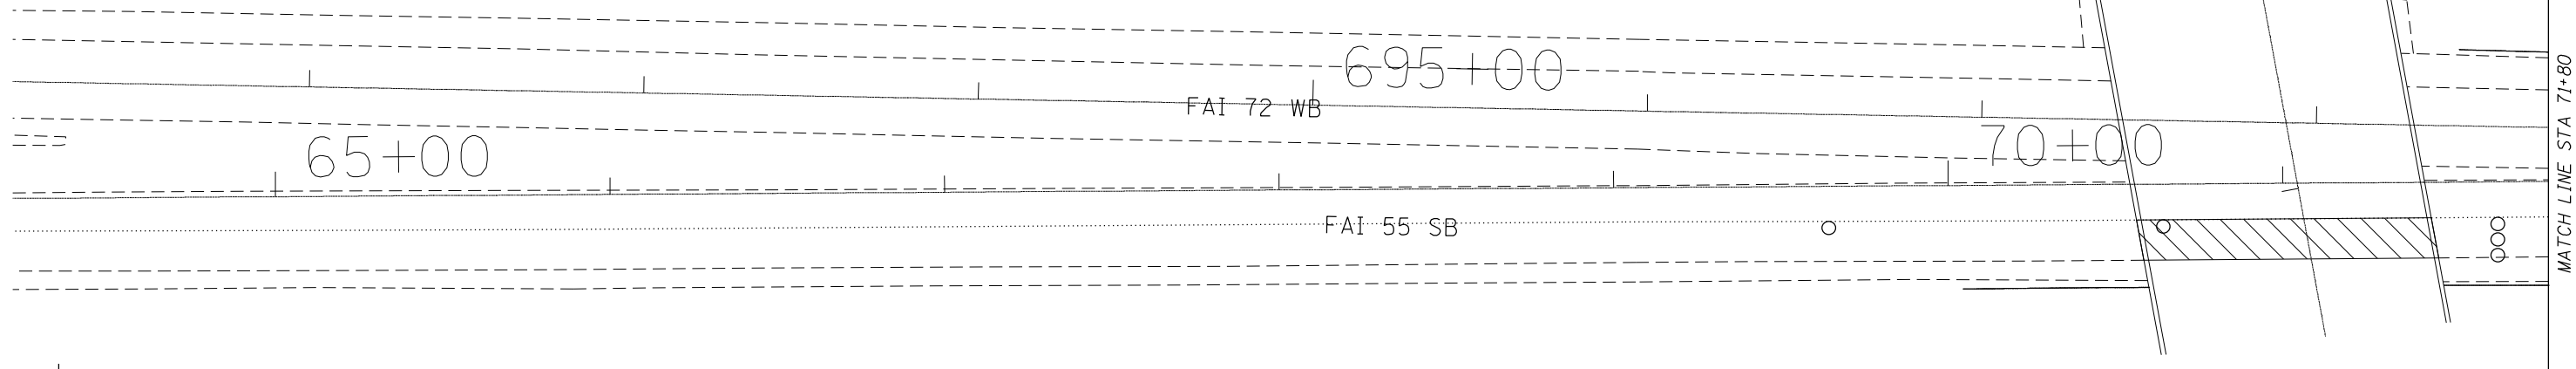 695+00
FAI 72 WB
65+00
70+00
FAI 55 SB
MATCH LINE STA 71+80